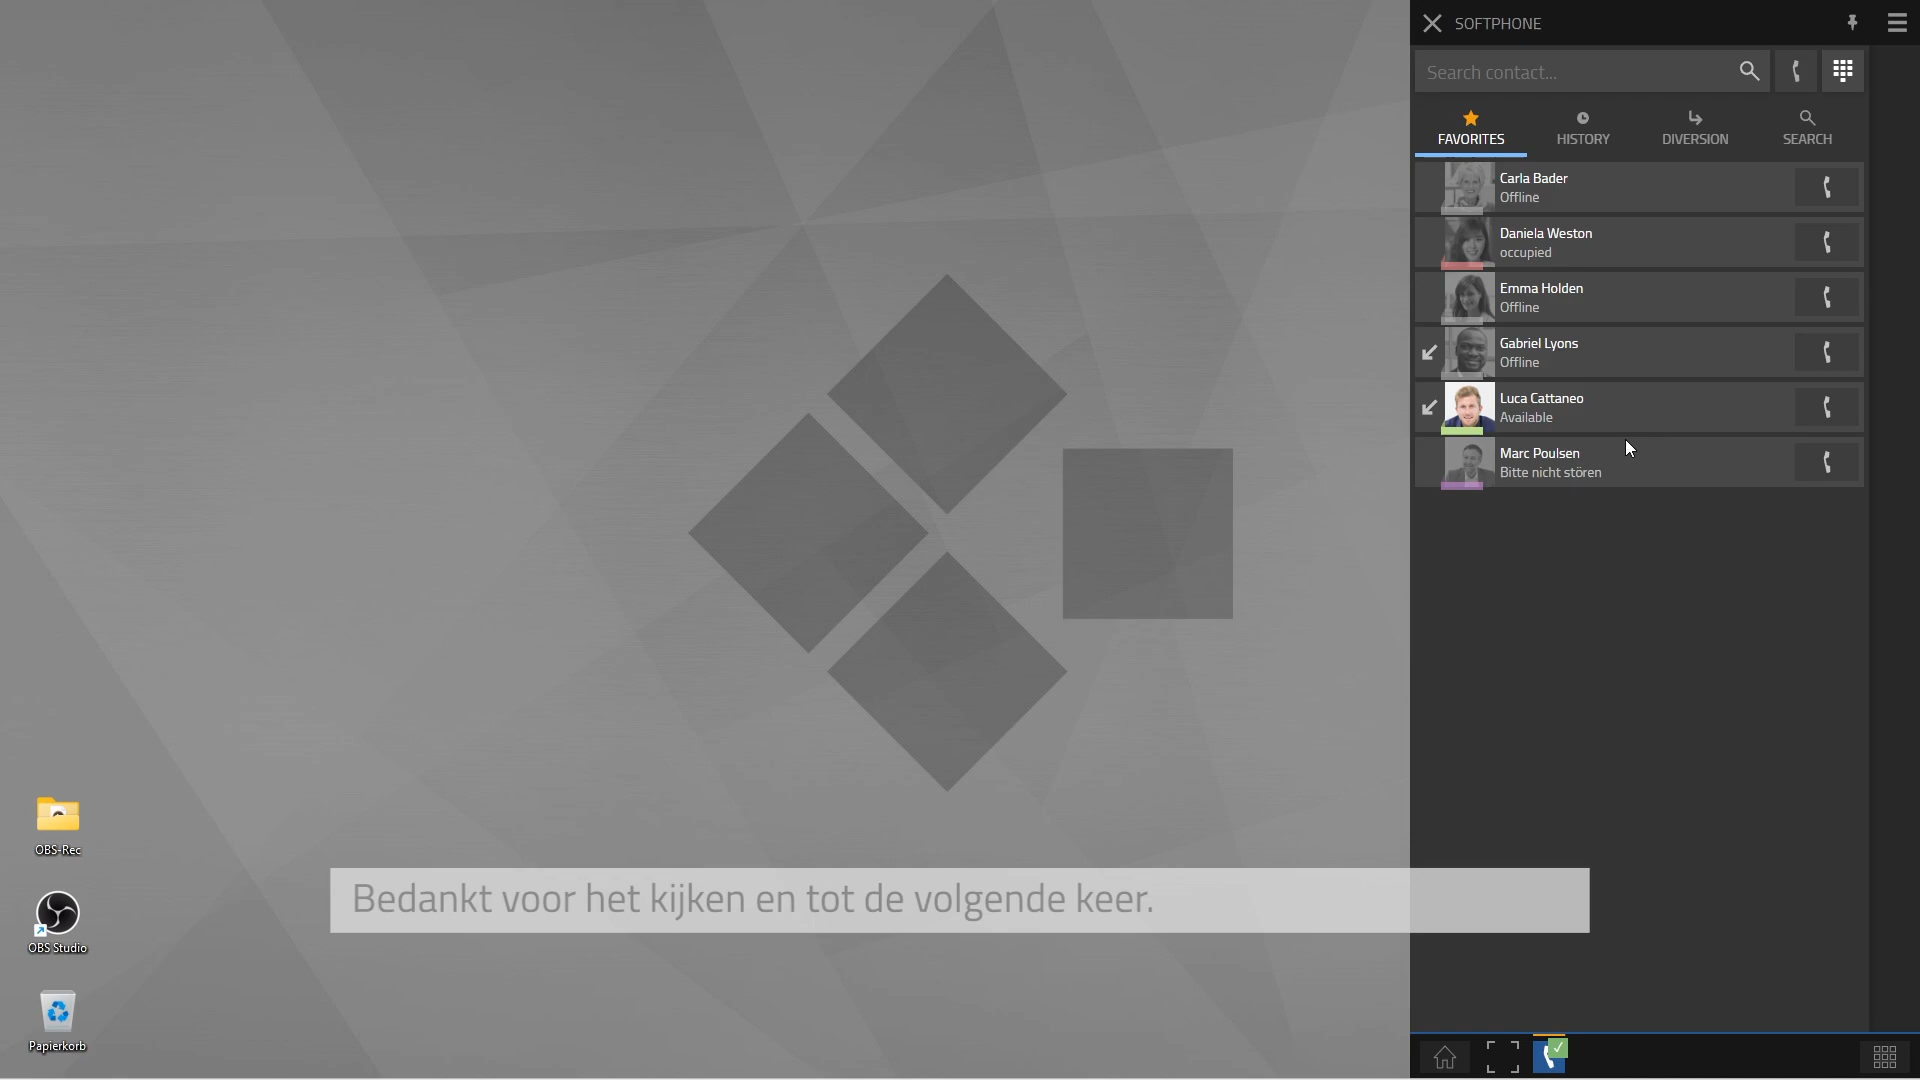 SOFTPHONE
Search contact...
FAVORITES
HISTORY
DIVERSION
SEARCH
Carla Bader
Offline
Daniela Weston
occupied
Emma Holden
Offline
Gabriel Lyons
Offline
Luca Cattaneo
Available
Marc Poulsen
Bitte nicht stören
OBS-Rec
Bedankt voor het kijken en tot de volgende keer.
OBS Studio
Papierkorb